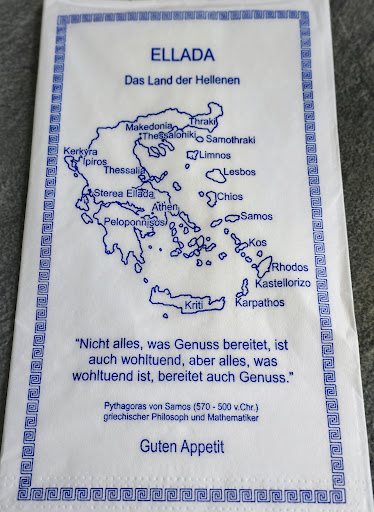 ELLADA
Das Land der Hellenen
Thraki
Makedonia
Thessaloniki
Samothraki
Kerkyra
Limnos
Ipiros
Thessalia
Lesbos
Sterea Ellada
Chios
Athen
Peloponnisos
Samos
Kos
Rhodos
Kastellorizo
Karpathos
Kriti
"Nicht alles, was Genuss bereitet, ist
auch wohltuend, aber alles, was
wohltuend ist, bereitet auch Genuss."
Pythagoras von Samos (570 - 500 v.Chr.)
griechischer Philosoph und Mathematiker
Guten Appetit